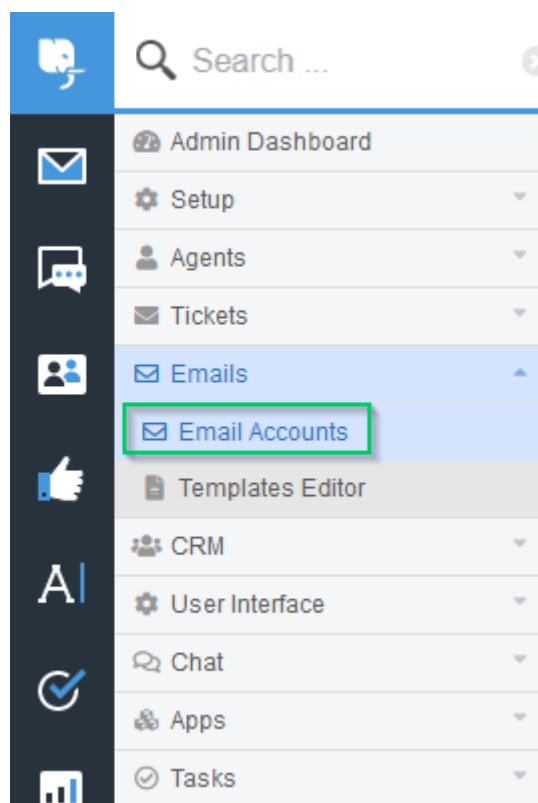 Search ...
Admin Dashboard
Setup
Agents
Tickets
Emails
Email Accounts
Templates Editor
CRM
User Interface
Chat
Apps
Tasks